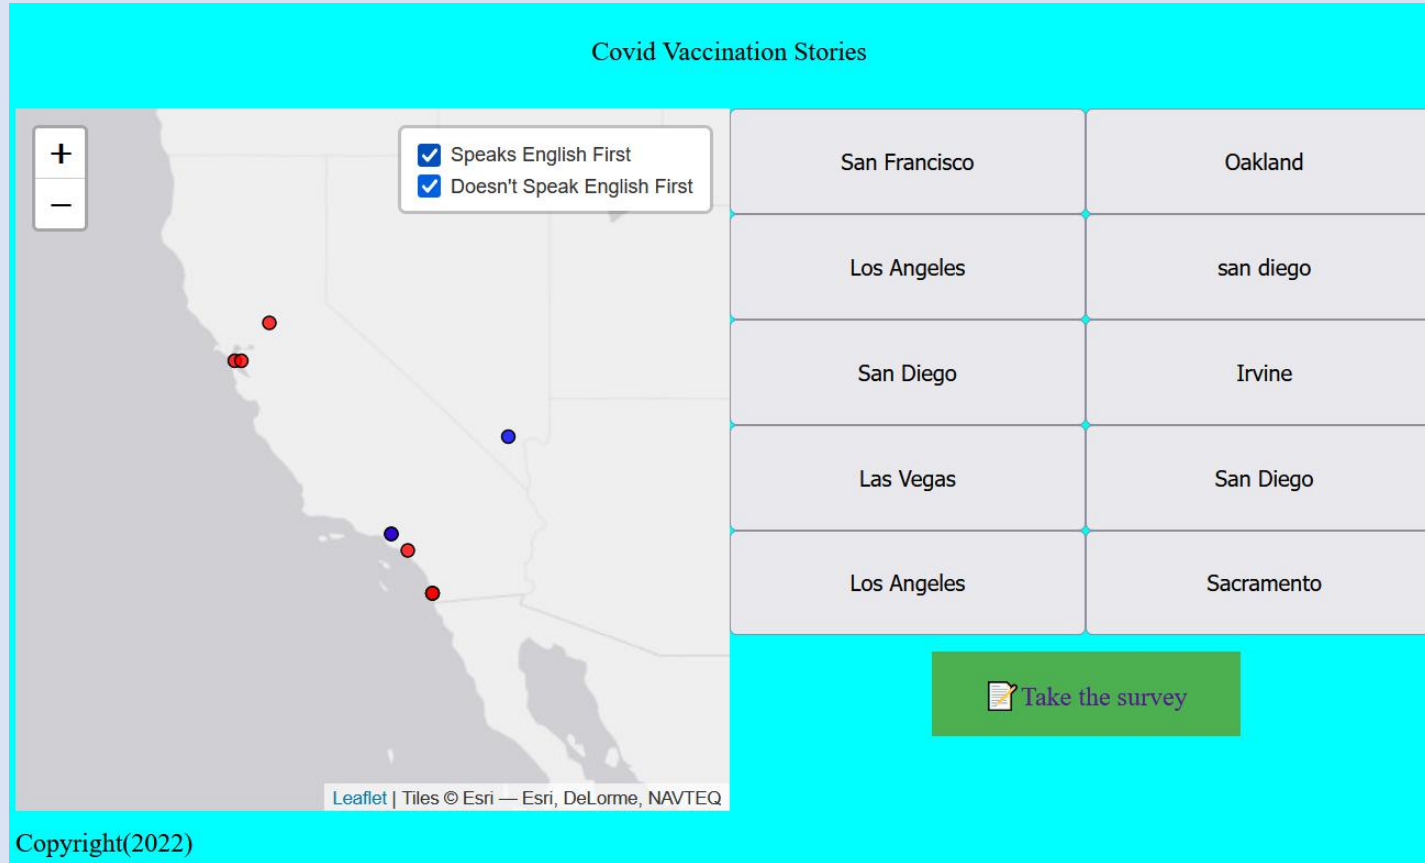 Covid Vaccination Stories
+
−
Speaks English First
Doesn't Speak English First
San Francisco
Oakland
Los Angeles
san diego
San Diego
Irvine
Las Vegas
San Diego
Los Angeles
Sacramento
📝Take the survey
Leaflet | Tiles © Esri — Esri, DeLorme, NAVTEQ
Copyright(2022)